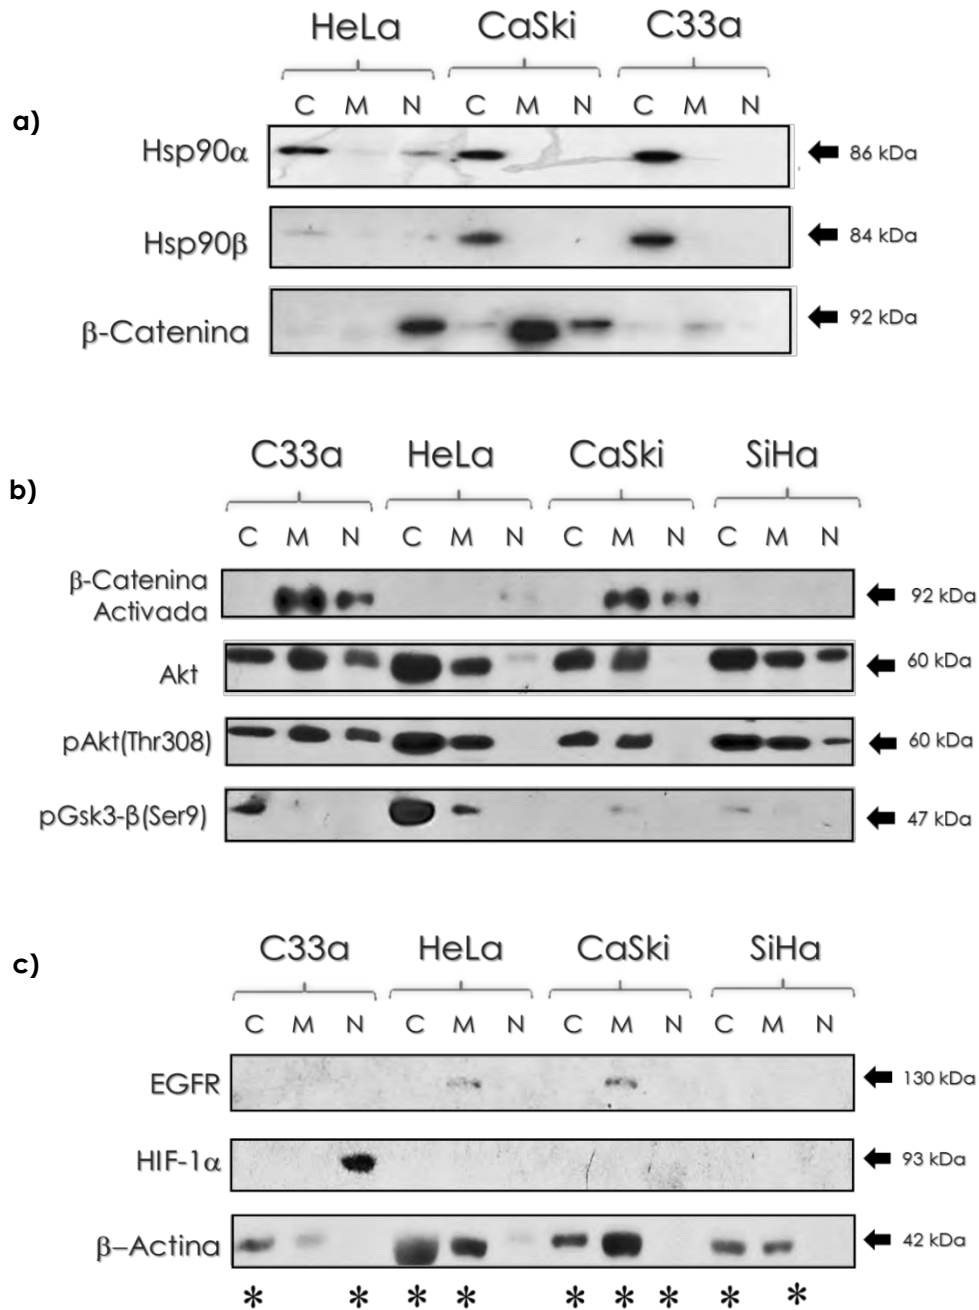 HeLa CaSki C33a
a)
C M N C M N C M N
Hsp90α 86 kDa
Hsp90β 84 kDa
β-Catenina 92 kDa
b)
C33a HeLa CaSki SiHa
C M N C M N C M N C M N
β-Catenina
Activada 92 kDa
Akt 60 kDa
pAkt(Thr308) 60 kDa
pGsk3-β(Ser9) 47 kDa
c)
C33a HeLa CaSki SiHa
C M N C M N C M N C M N
EGFR 130 kDa
HIF-1α 93 kDa
β–Actina 42 kDa
* * * * * * * * *